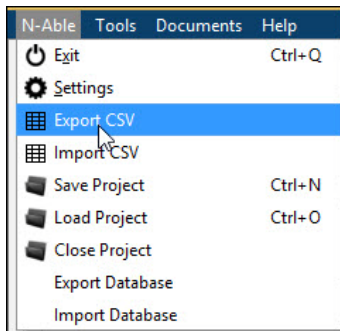 N-Able Tools Documents Help
Exit Ctrl+Q
Settings
Export CSV
Import CSV
Save Project Ctrl+N
Load Project Ctrl+O
Close Project
Export Database
Import Database